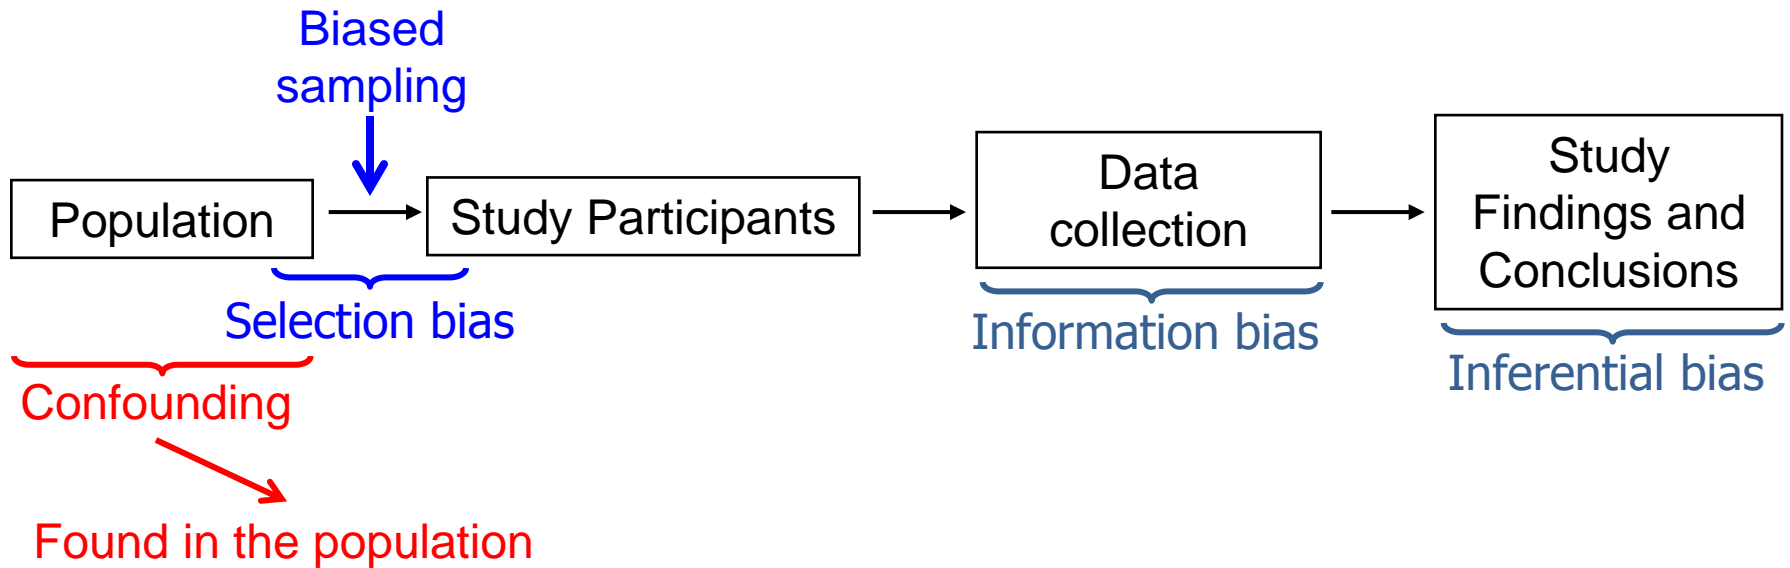 Biased
sampling
Population
Study Participants
Data
collection
Study
Findings and
Conclusions
Selection bias
Information bias
Inferential bias
Confounding
Found in the population